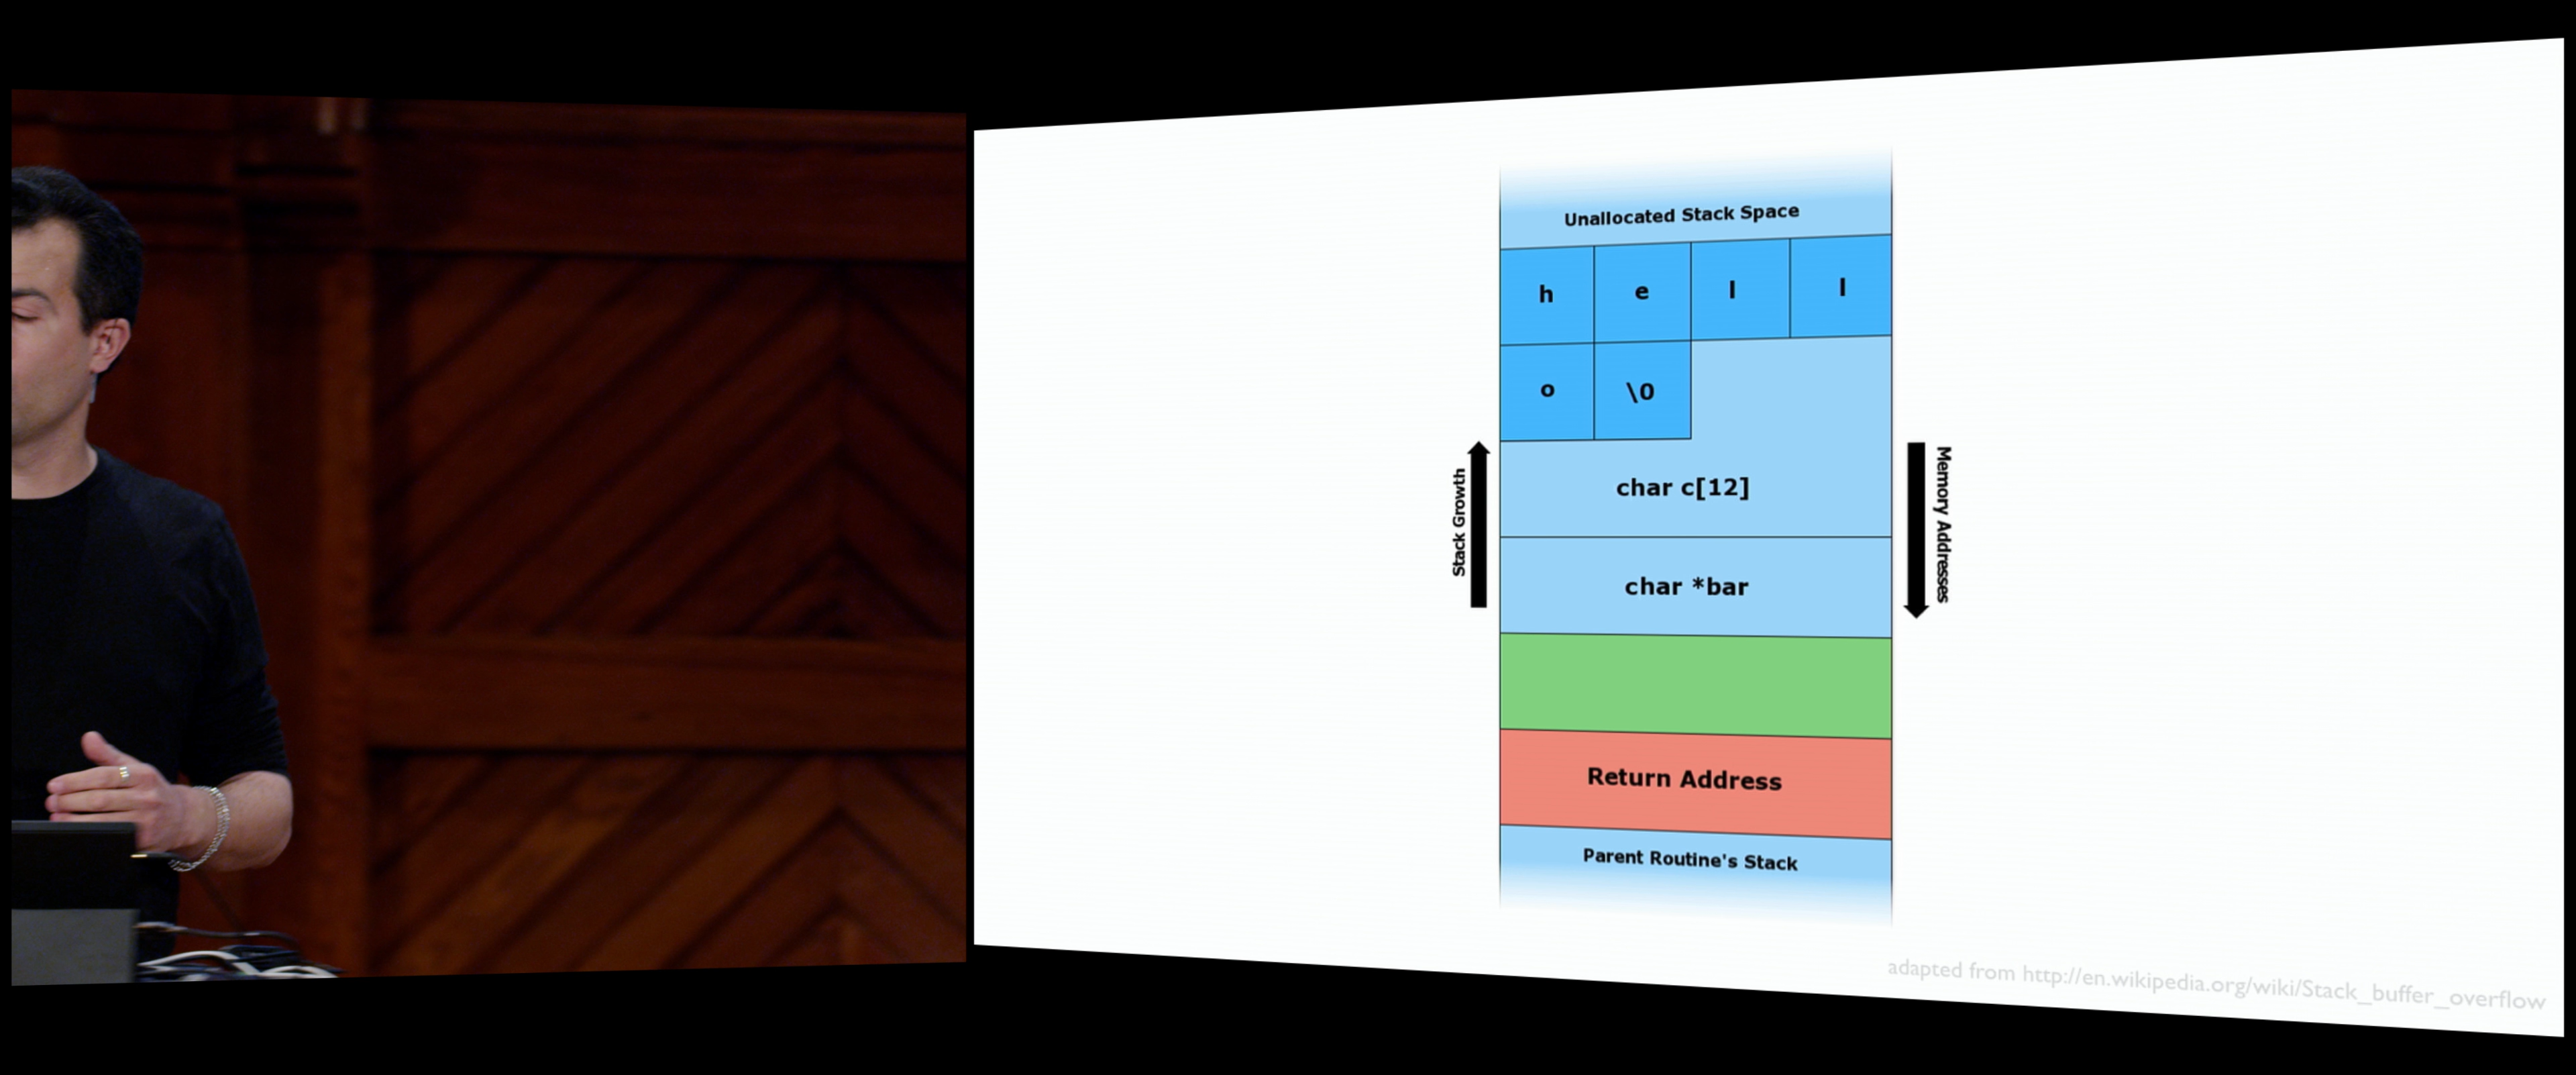 Unallocated Stack Space
h e l l
o \0
char c[12]
Stack Growth
Memory Addresses
char *bar
Return Address
Parent Routine's Stack
adapted from http://en.wikipedia.org/wiki/Stack_buffer_overflow